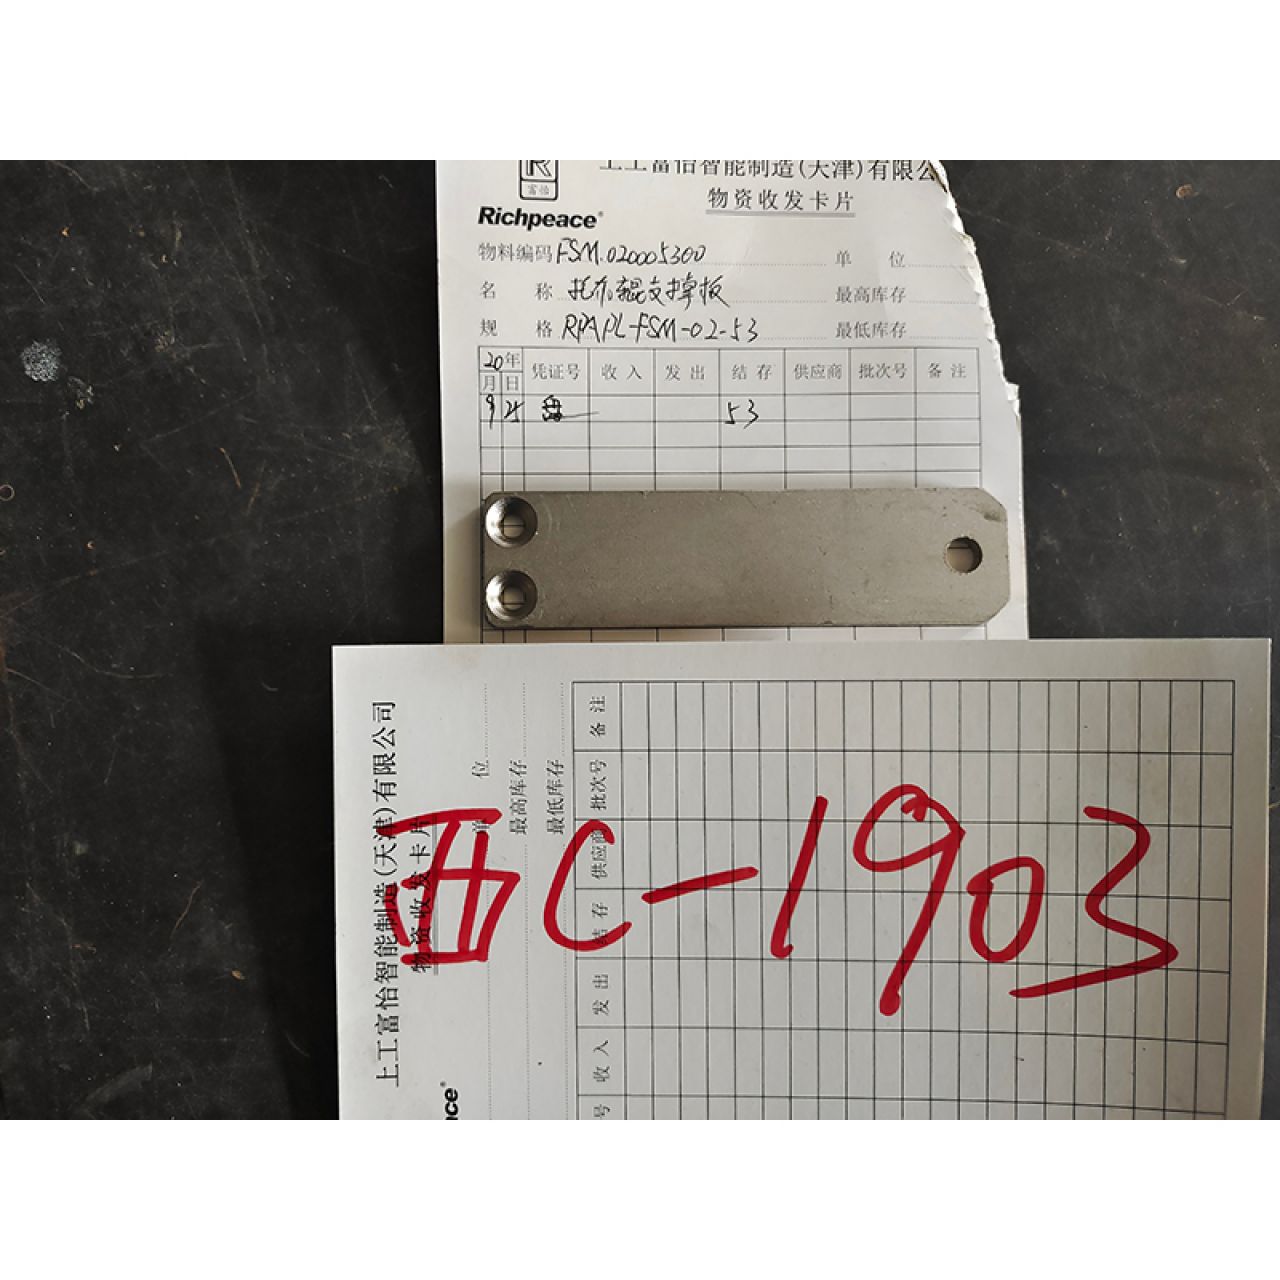 上工富怡智能制造(天津)有限公
R
富怡
物资收发卡片
Richpeace®
物料编码 FSM.020005300 单 位
名 称 托布辊支撑板 最高库存
规 格 RPAPL-FSM-02-53 最低库存
20年 凭证号 收入 发出 结存 供应商 批次号 备注
月 日
9 25 53
上工富怡智能制造(天津)有限公司
物资收发卡片
单 位
最高库存
最低库存
号 收入 发出 结存 供应商 批次号 备注
ce®
西C-1903